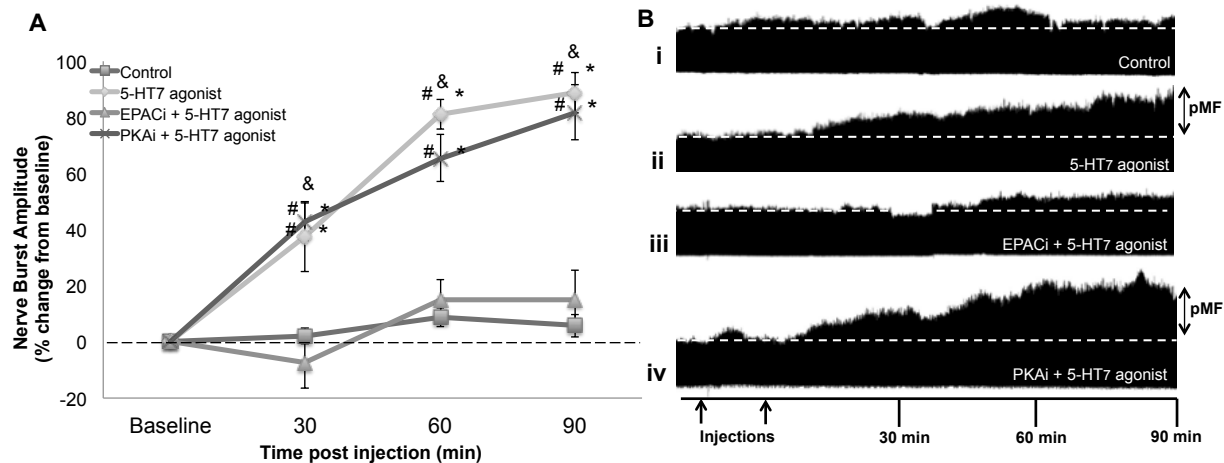 A
Nerve Burst Amplitude
(% change from baseline)
100
80
60
40
20
0
-20
Control
5-HT7 agonist
EPACi + 5-HT7 agonist
PKAi + 5-HT7 agonist
&
# *
# *
&
# *
# *
&
# *
# *
Baseline 30 60 90
Time post injection (min)
B
i
Control
ii
5-HT7 agonist
pMF
iii
EPACi + 5-HT7 agonist
iv
PKAi + 5-HT7 agonist
pMF
Injections 30 min 60 min 90 min